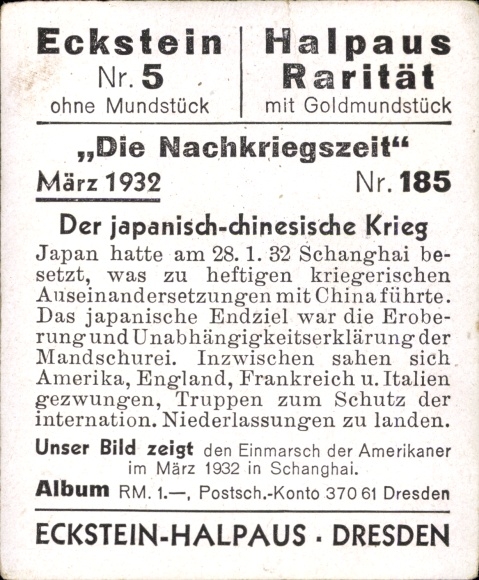 Eckstein
Nr. 5
ohne Mundstück
Halpaus
Rarität
mit Goldmundstück
„Die Nachkriegszeit“
März 1932 Nr. 185
Der japanisch-chinesische Krieg
Japan hatte am 28. 1. 32 Schanghai be-
setzt, was zu heftigen kriegerischen
Auseinandersetzungen mit China führte.
Das japanische Endziel war die Erobe-
rung und Unabhängigkeitserklärung der
Mandschurei. Inzwischen sahen sich
Amerika, England, Frankreich u. Italien
gezwungen, Truppen zum Schutz der
internation. Niederlassungen zu landen.
Unser Bild zeigt den Einmarsch der Amerikaner
im März 1932 in Schanghai.
Album RM. 1.—, Postsch.-Konto 370 61 Dresden
ECKSTEIN-HALPAUS · DRESDEN